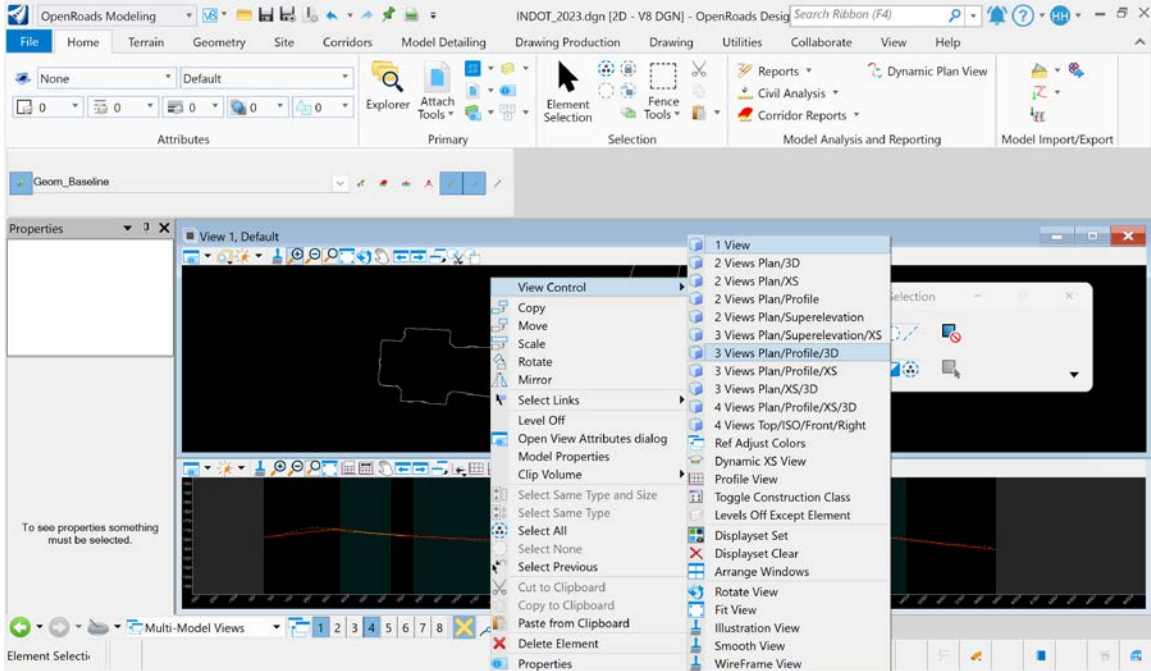 OpenRoads Modeling
INDOT_2023.dgn [2D - V8 DGN] - OpenRoads Desig
Search Ribbon (F4)
HH
File Home Terrain Geometry Site Corridors Model Detailing Drawing Production Drawing Utilities Collaborate View Help
None Default
0 0 0 0 0
Attributes
Explorer
Attach Tools
Primary
Element Selection
Fence Tools
Selection
Reports
Dynamic Plan View
Civil Analysis
Corridor Reports
Model Analysis and Reporting
Model Import/Export
Geom_Baseline
Properties
View 1, Default
To see properties something
must be selected.
View Control
Copy
Move
Scale
Rotate
Mirror
Select Links
Level Off
Open View Attributes dialog
Model Properties
Clip Volume
Select Same Type and Size
Select Same Type
Select All
Select None
Select Previous
Cut to Clipboard
Copy to Clipboard
Paste from Clipboard
Delete Element
Properties
1 View
2 Views Plan/3D
2 Views Plan/XS
2 Views Plan/Profile
2 Views Plan/Superelevation
3 Views Plan/Superelevation/XS
3 Views Plan/Profile/3D
3 Views Plan/Profile/XS
3 Views Plan/XS/3D
4 Views Plan/Profile/XS/3D
4 Views Top/ISO/Front/Right
Ref Adjust Colors
Dynamic XS View
Profile View
Toggle Construction Class
Levels Off Except Element
Displayset Set
Displayset Clear
Arrange Windows
Rotate View
Fit View
Illustration View
Smooth View
WireFrame View
Selection
Multi-Model Views
1 2 3 4 5 6 7 8
Element Selecti